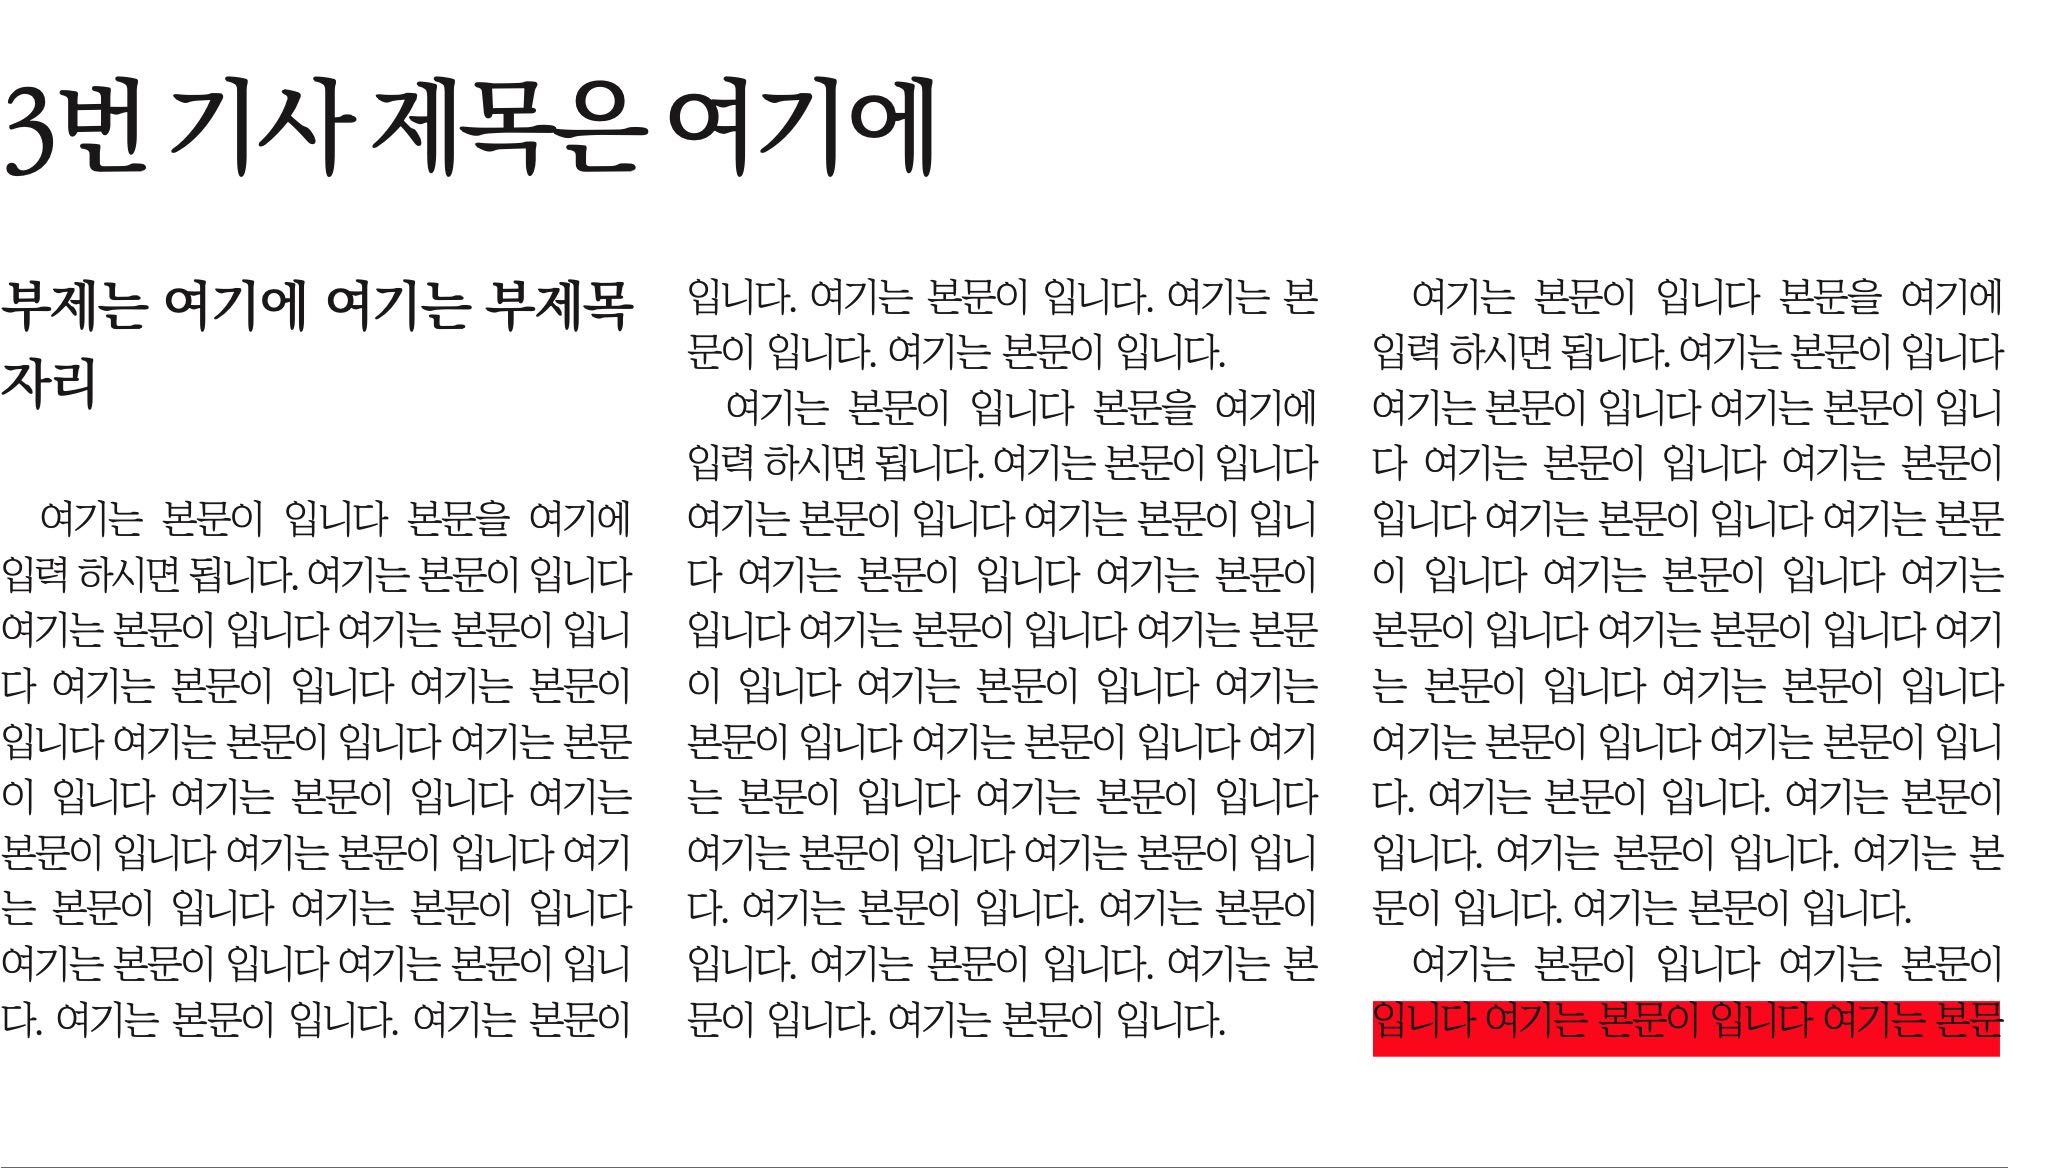 3번 기사 제목은 여기에
부제는 여기에 여기는 부제목
자리
여기는 본문이 입니다 본문을 여기에
입력 하시면 됩니다. 여기는 본문이 입니다
여기는 본문이 입니다 여기는 본문이 입니
다 여기는 본문이 입니다 여기는 본문이
입니다 여기는 본문이 입니다 여기는 본문
이 입니다 여기는 본문이 입니다 여기는
본문이 입니다 여기는 본문이 입니다 여기
는 본문이 입니다 여기는 본문이 입니다
여기는 본문이 입니다 여기는 본문이 입니
다. 여기는 본문이 입니다. 여기는 본문이
입니다. 여기는 본문이 입니다. 여기는 본
문이 입니다. 여기는 본문이 입니다.
여기는 본문이 입니다 본문을 여기에
입력 하시면 됩니다. 여기는 본문이 입니다
여기는 본문이 입니다 여기는 본문이 입니
다 여기는 본문이 입니다 여기는 본문이
입니다 여기는 본문이 입니다 여기는 본문
이 입니다 여기는 본문이 입니다 여기는
본문이 입니다 여기는 본문이 입니다 여기
는 본문이 입니다 여기는 본문이 입니다
여기는 본문이 입니다 여기는 본문이 입니
다. 여기는 본문이 입니다. 여기는 본문이
입니다. 여기는 본문이 입니다. 여기는 본
문이 입니다. 여기는 본문이 입니다.
여기는 본문이 입니다 본문을 여기에
입력 하시면 됩니다. 여기는 본문이 입니다
여기는 본문이 입니다 여기는 본문이 입니
다 여기는 본문이 입니다 여기는 본문이
입니다 여기는 본문이 입니다 여기는 본문
이 입니다 여기는 본문이 입니다 여기는
본문이 입니다 여기는 본문이 입니다 여기
는 본문이 입니다 여기는 본문이 입니다
여기는 본문이 입니다 여기는 본문이 입니
다. 여기는 본문이 입니다. 여기는 본문이
입니다. 여기는 본문이 입니다. 여기는 본
문이 입니다. 여기는 본문이 입니다.
여기는 본문이 입니다 여기는 본문이
입니다 여기는 본문이 입니다 여기는 본문